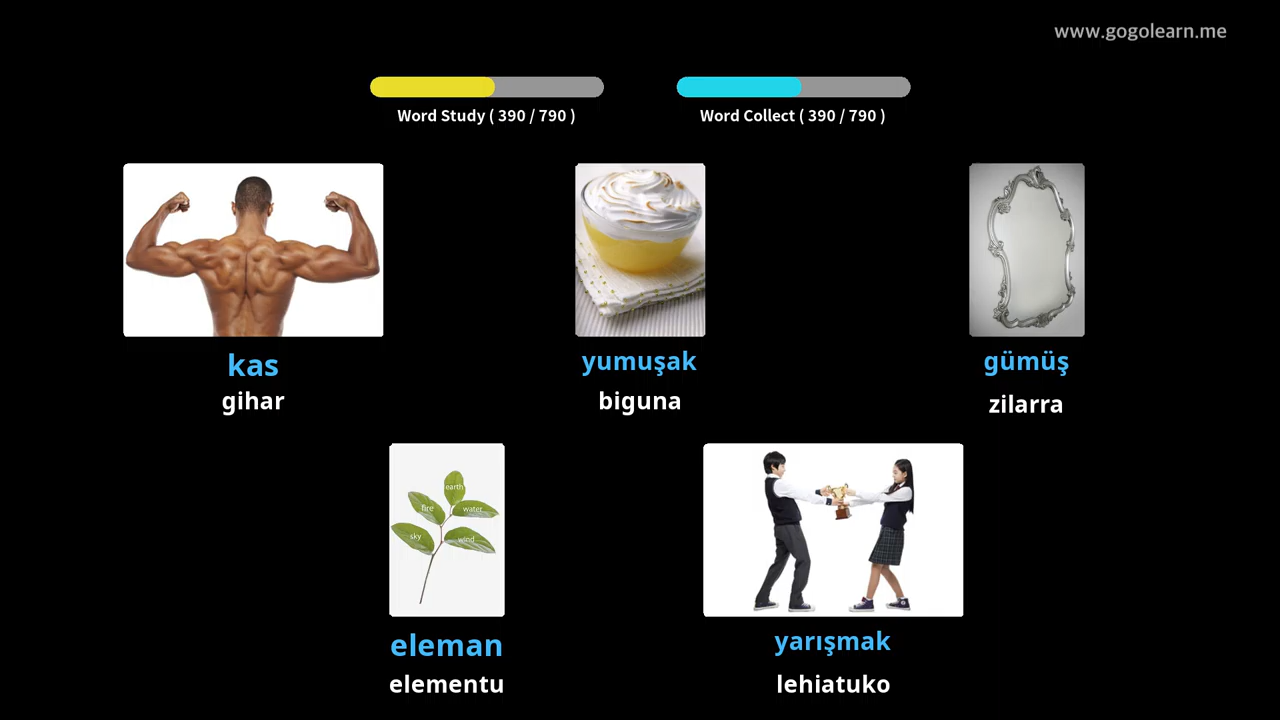 www.gogolearn.me
Word Study ( 390 / 790 )
Word Collect ( 390 / 790 )
kas
gihar
yumuşak
biguna
gümüş
zilarra
earth
fire
water
sky
wind
eleman
elementu
yarışmak
lehiatuko